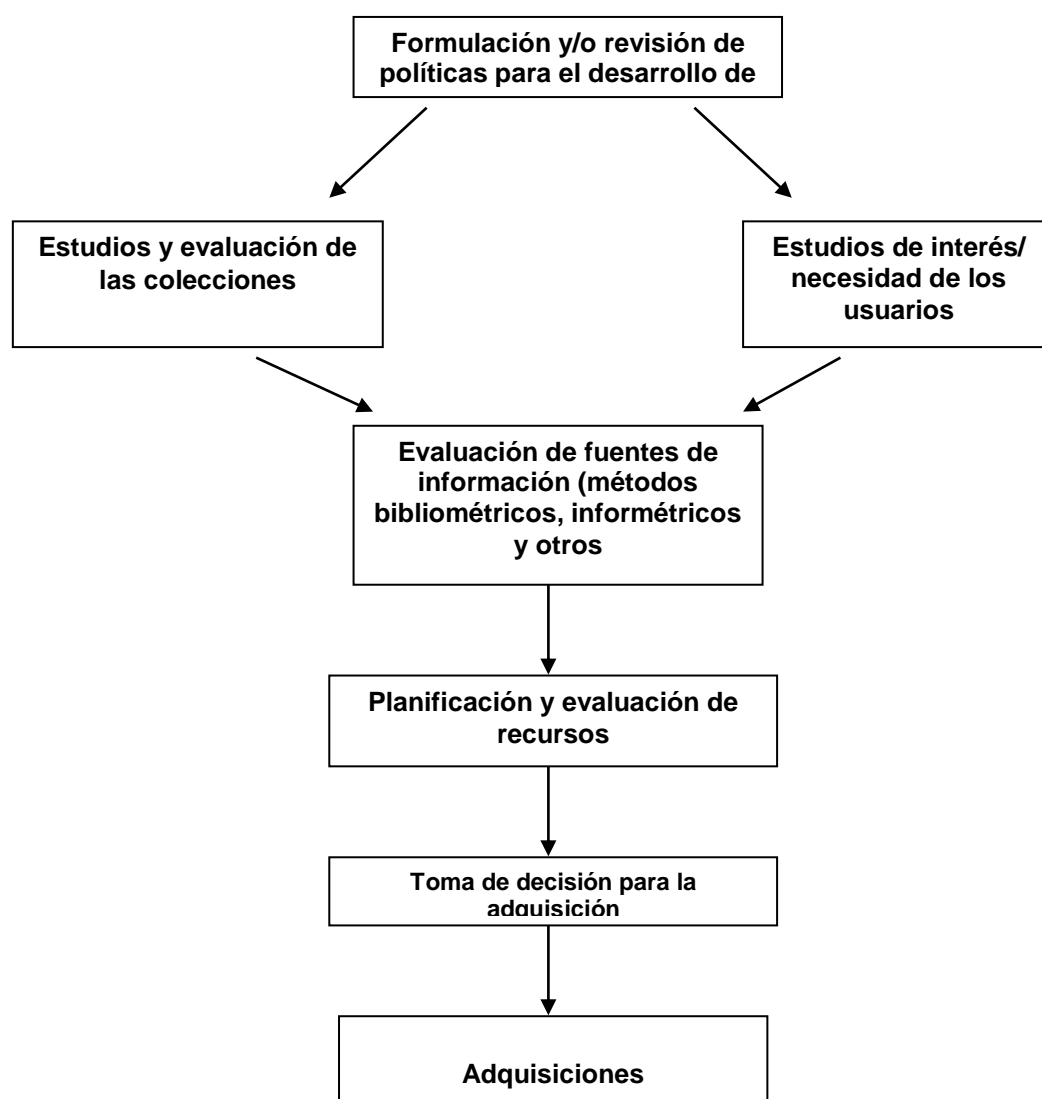 Formulación y/o revisión de
políticas para el desarrollo de
Estudios y evaluación de
las colecciones
Estudios de interés/
necesidad de los
usuarios
Evaluación de fuentes de
información (métodos
bibliométricos, informétricos
y otros
Planificación y evaluación de
recursos
Toma de decisión para la
adquisición
Adquisiciones